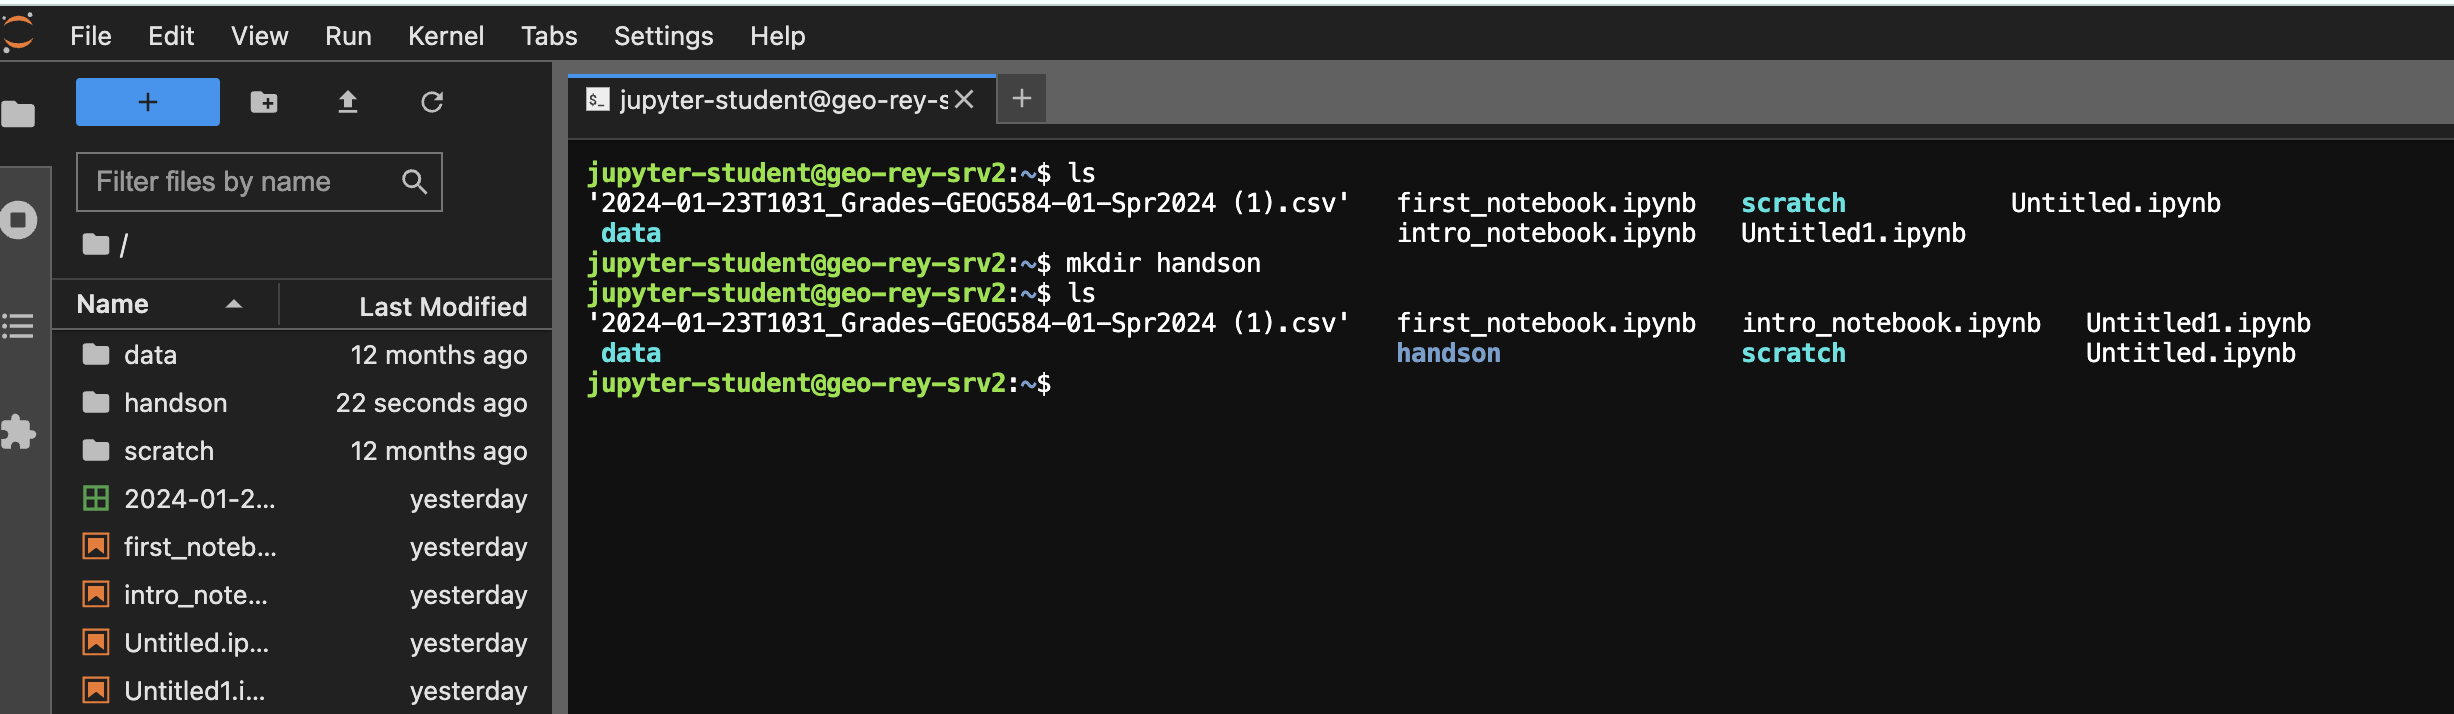 File Edit View Run Kernel Tabs Settings Help
+
Filter files by name
/
Name Last Modified
data 12 months ago
handson 22 seconds ago
scratch 12 months ago
2024-01-2... yesterday
first_noteb... yesterday
intro_note... yesterday
Untitled.ip... yesterday
Untitled1.i... yesterday
$_ jupyter-student@geo-rey-s +
jupyter-student@geo-rey-srv2:~$ ls
'2024-01-23T1031_Grades-GEOG584-01-Spr2024 (1).csv' first_notebook.ipynb scratch Untitled.ipynb
data intro_notebook.ipynb Untitled1.ipynb
jupyter-student@geo-rey-srv2:~$ mkdir handson
jupyter-student@geo-rey-srv2:~$ ls
'2024-01-23T1031_Grades-GEOG584-01-Spr2024 (1).csv' first_notebook.ipynb intro_notebook.ipynb Untitled1.ipynb
data handson scratch Untitled.ipynb
jupyter-student@geo-rey-srv2:~$